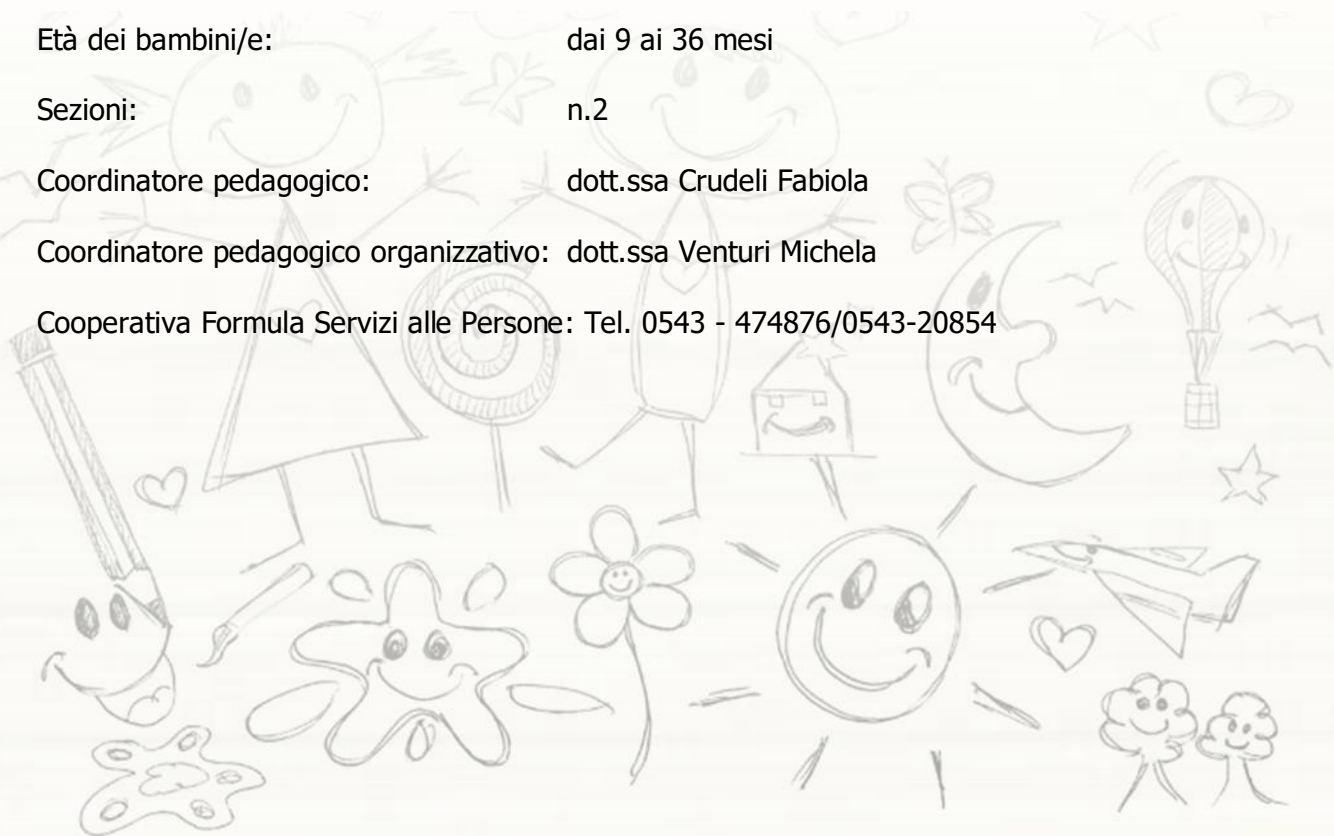 Età dei bambini/e: dai 9 ai 36 mesi
Sezioni: n.2
Coordinatore pedagogico: dott.ssa Crudeli Fabiola
Coordinatore pedagogico organizzativo: dott.ssa Venturi Michela
Cooperativa Formula Servizi alle Persone: Tel. 0543 - 474876/0543-20854